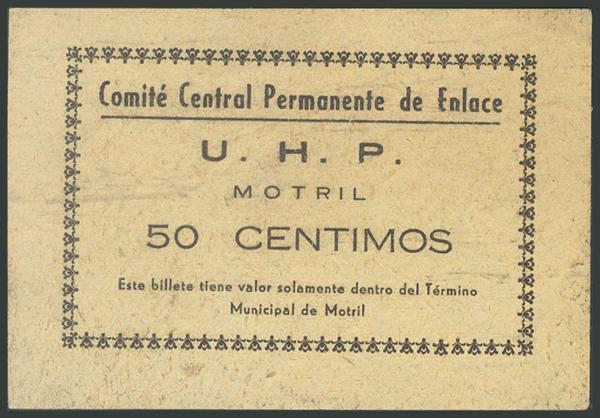 Comité Central Permanente de Enlace
U. H. P.
MOTRIL
50 CENTIMOS
Este billete tiene valor solamente dentro del Término
Municipal de Motril